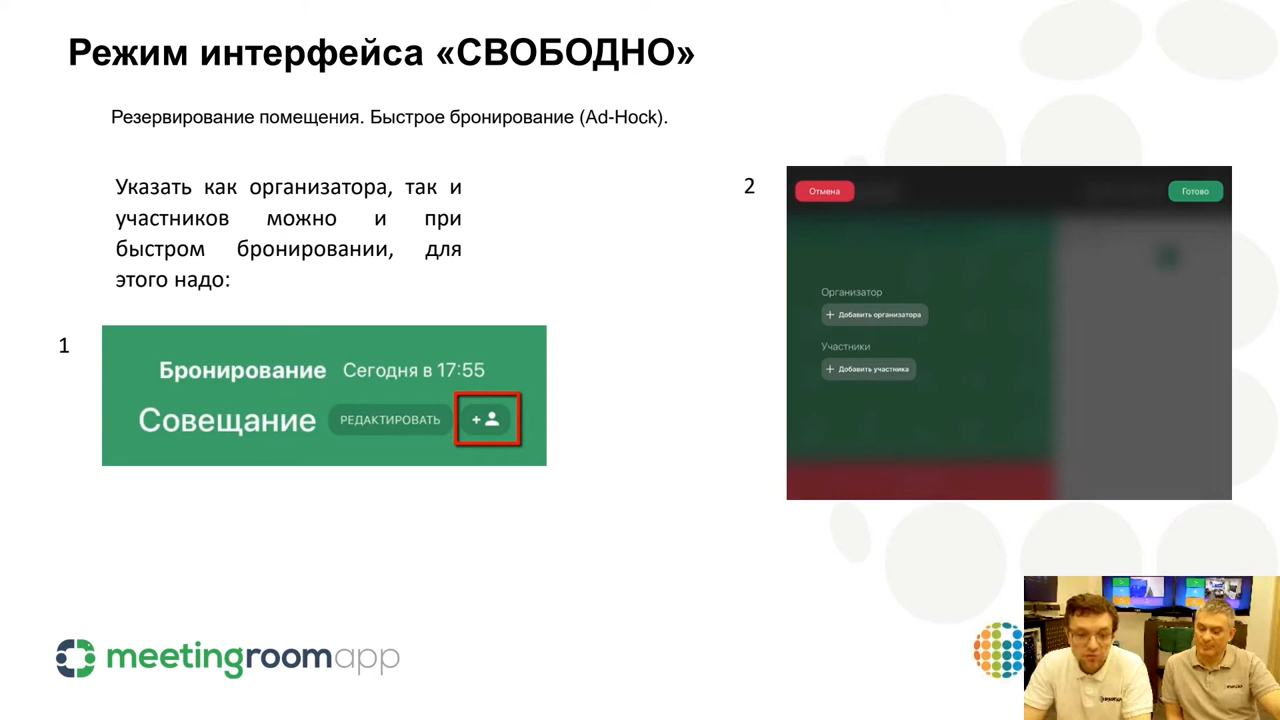 Режим интерфейса «СВОБОДНО»
Резервирование помещения. Быстрое бронирование (Ad-Hock).
Указать как организатора, так и
участников можно и при
быстром бронировании, для
этого надо:
1
Бронирование Сегодня в 17:55
Совещание РЕДАКТИРОВАТЬ +
2
Отмена Готово
Организатор
+ Добавить организатора
Участники
+ Добавить участника
meetingroomapp